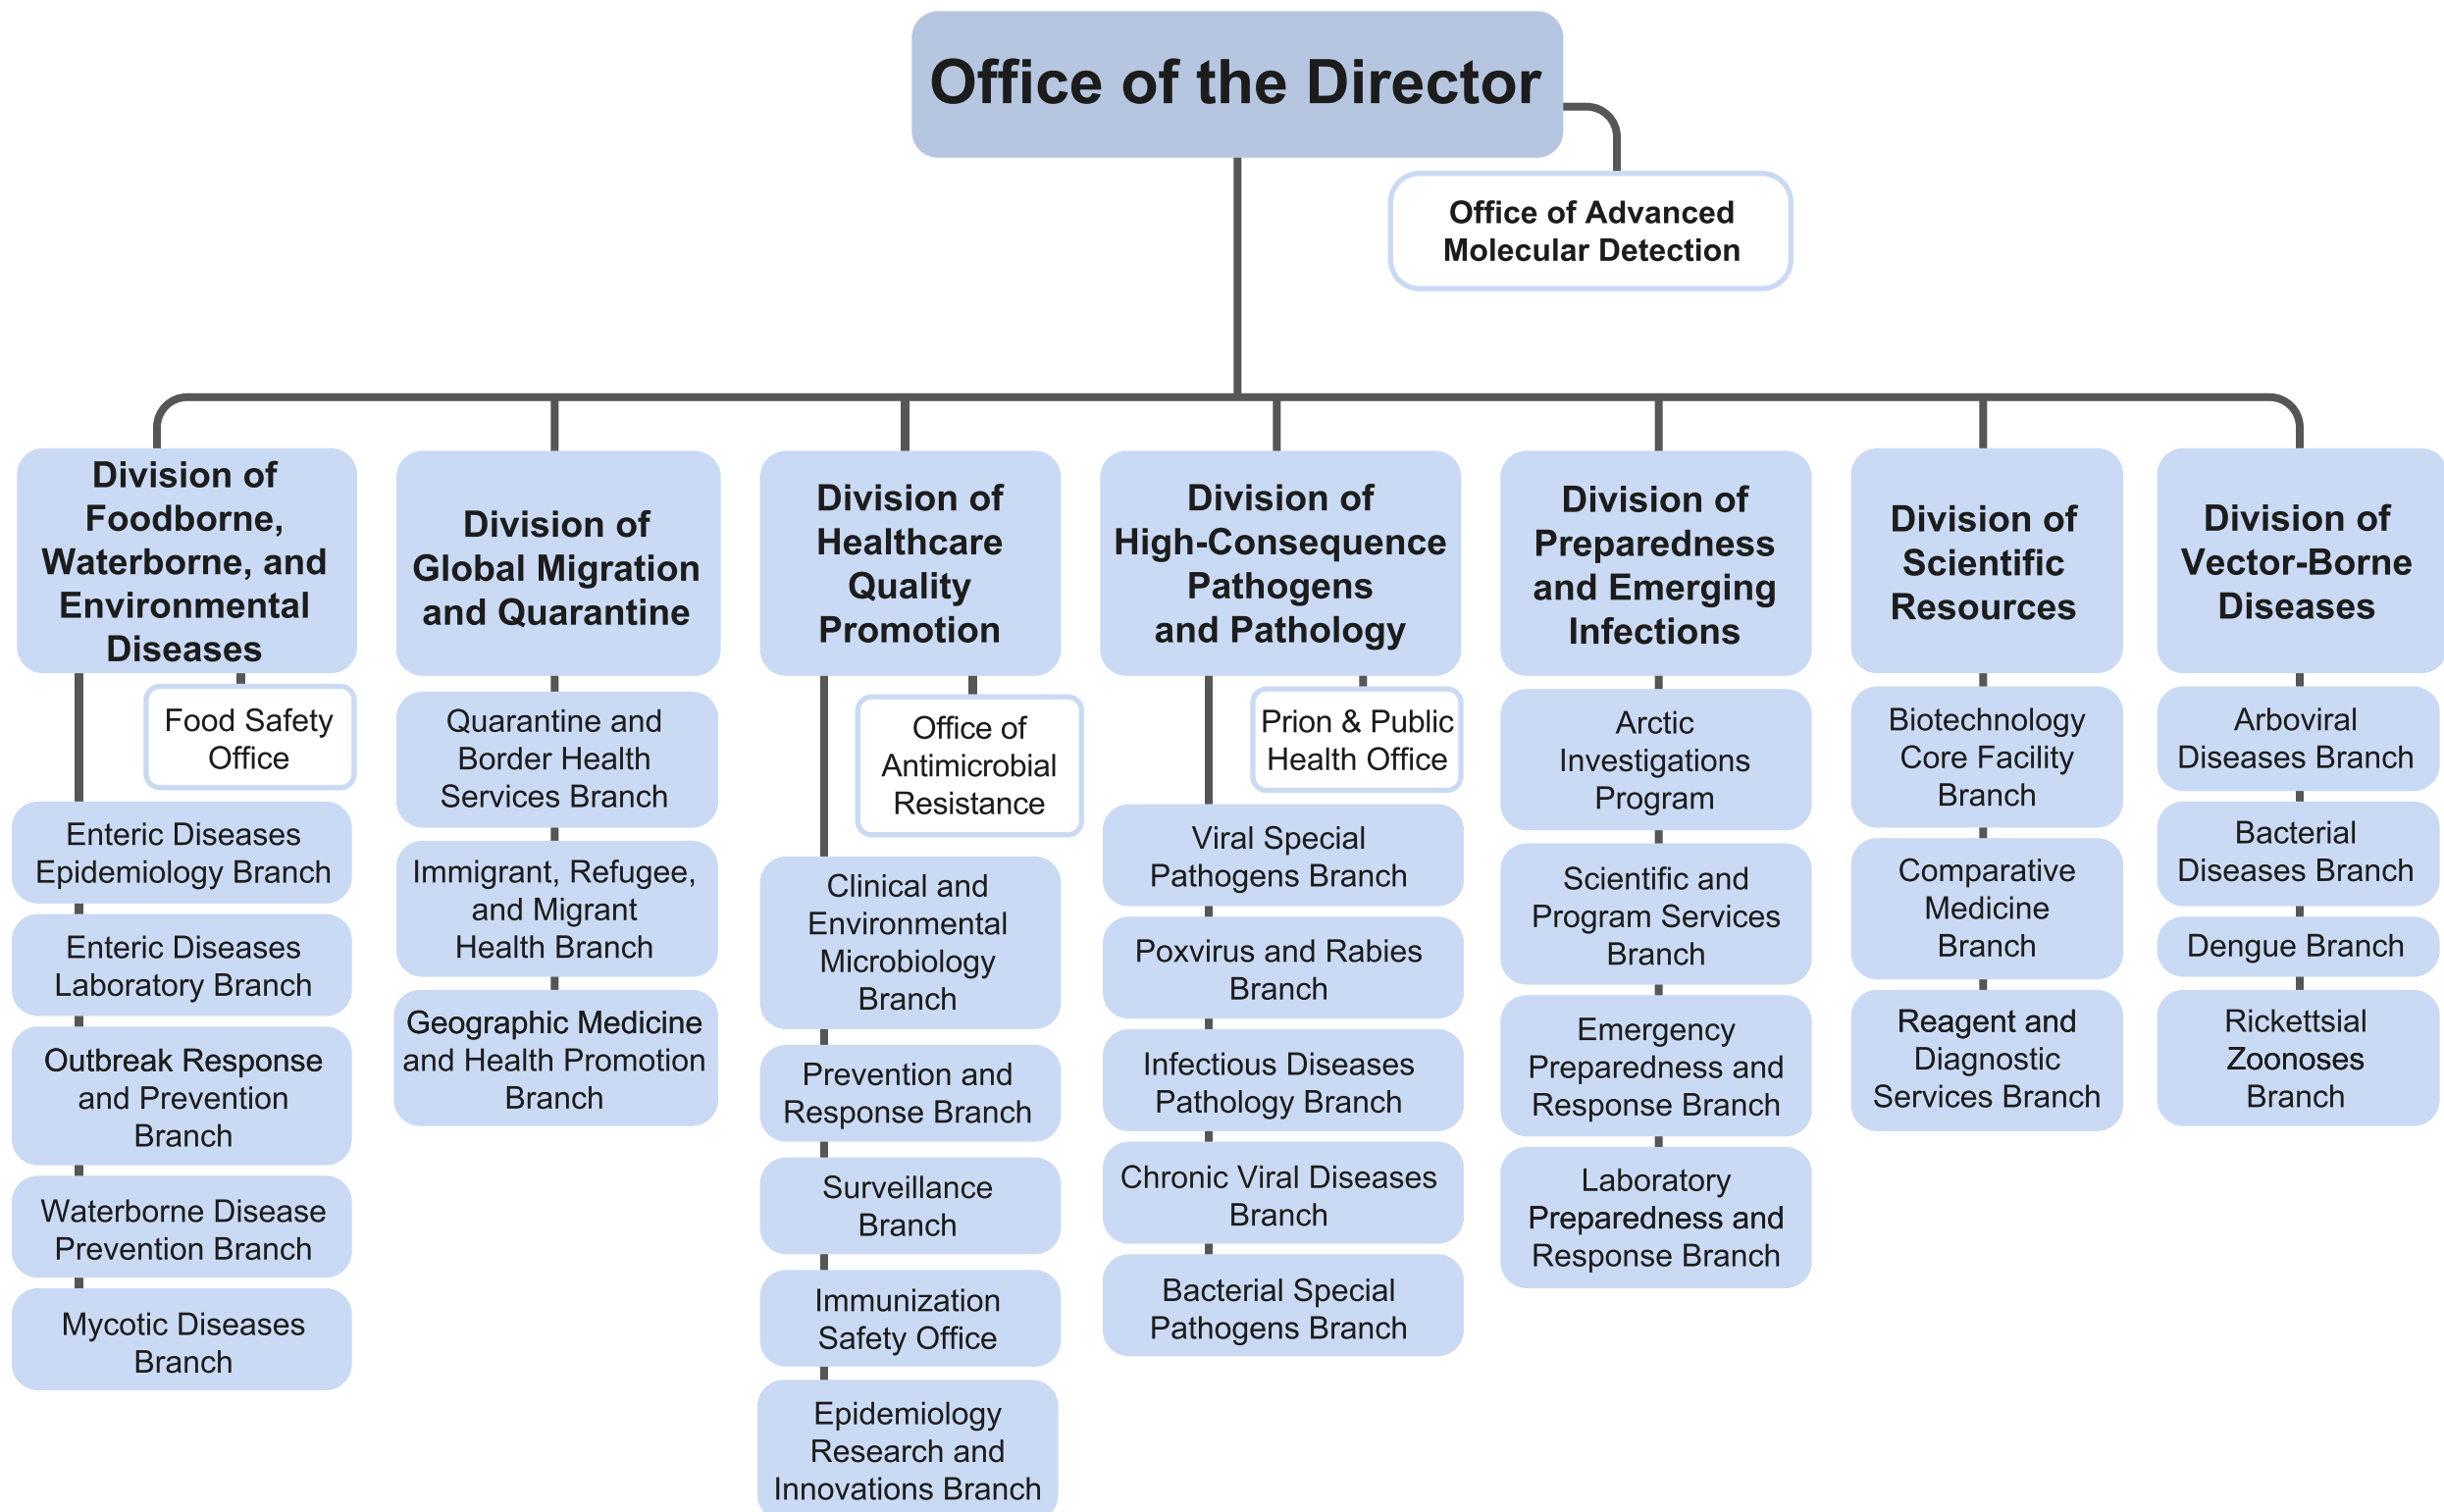 Office of the Director
Office of Advanced
Molecular Detection
Division of
Foodborne,
Waterborne, and
Environmental
Diseases
Food Safety
Office
Enteric Diseases
Epidemiology Branch
Enteric Diseases
Laboratory Branch
Outbreak Response
and Prevention
Branch
Waterborne Disease
Prevention Branch
Mycotic Diseases
Branch
Division of
Global Migration
and Quarantine
Quarantine and
Border Health
Services Branch
Immigrant, Refugee,
and Migrant
Health Branch
Geographic Medicine
and Health Promotion
Branch
Division of
Healthcare
Quality
Promotion
Office of
Antimicrobial
Resistance
Clinical and
Environmental
Microbiology
Branch
Prevention and
Response Branch
Surveillance
Branch
Immunization
Safety Office
Epidemiology
Research and
Innovations Branch
Division of
High-Consequence
Pathogens
and Pathology
Prion & Public
Health Office
Viral Special
Pathogens Branch
Poxvirus and Rabies
Branch
Infectious Diseases
Pathology Branch
Chronic Viral Diseases
Branch
Bacterial Special
Pathogens Branch
Division of
Preparedness
and Emerging
Infections
Arctic
Investigations
Program
Scientific and
Program Services
Branch
Emergency
Preparedness and
Response Branch
Laboratory
Preparedness and
Response Branch
Division of
Scientific
Resources
Biotechnology
Core Facility
Branch
Comparative
Medicine
Branch
Reagent and
Diagnostic
Services Branch
Division of
Vector-Borne
Diseases
Arboviral
Diseases Branch
Bacterial
Diseases Branch
Dengue Branch
Rickettsial
Zoonoses
Branch